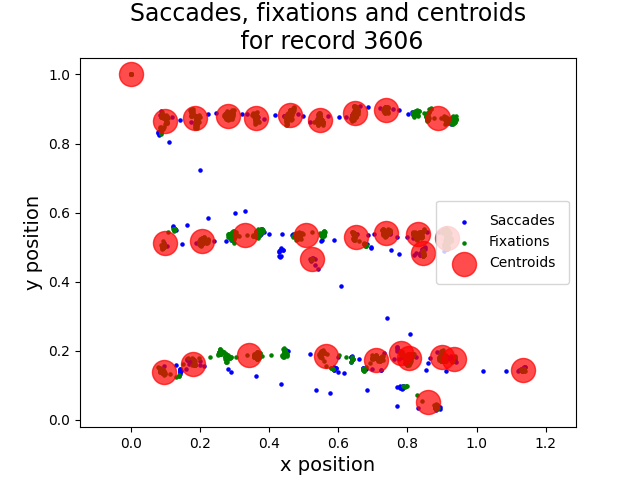 Saccades, fixations and centroids
for record 3606
1.0
0.8
0.6
0.4
0.2
0.0
y position
Saccades
Fixations
Centroids
0.0 0.2 0.4 0.6 0.8 1.0 1.2
x position